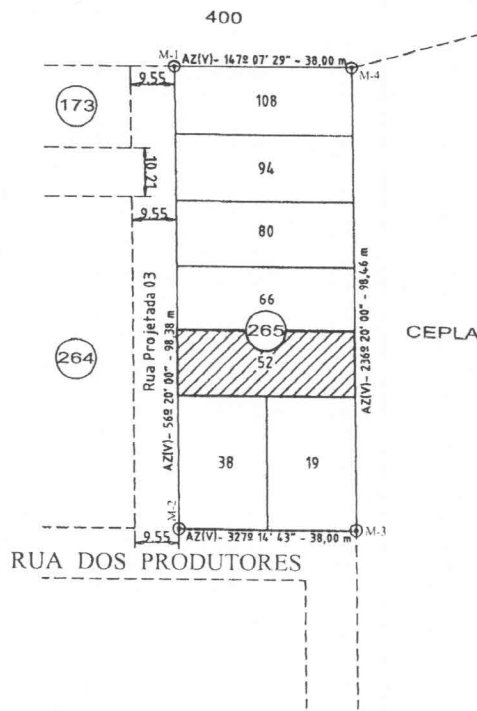 400
M-1
AZ(V)- 147º 07' 29" - 38,00 m
M-4
9.55
173
108
10.21
94
9.55
80
Rua Projetada 03
AZ(V)- 56º 20' 00" - 98,38 m
66
265
AZ(V)- 236º 20' 00" - 98,46 m
CEPLA
264
52
38
19
M-2
M-3
9.55
AZ(V)- 327º 14' 43" - 38,00 m
RUA DOS PRODUTORES